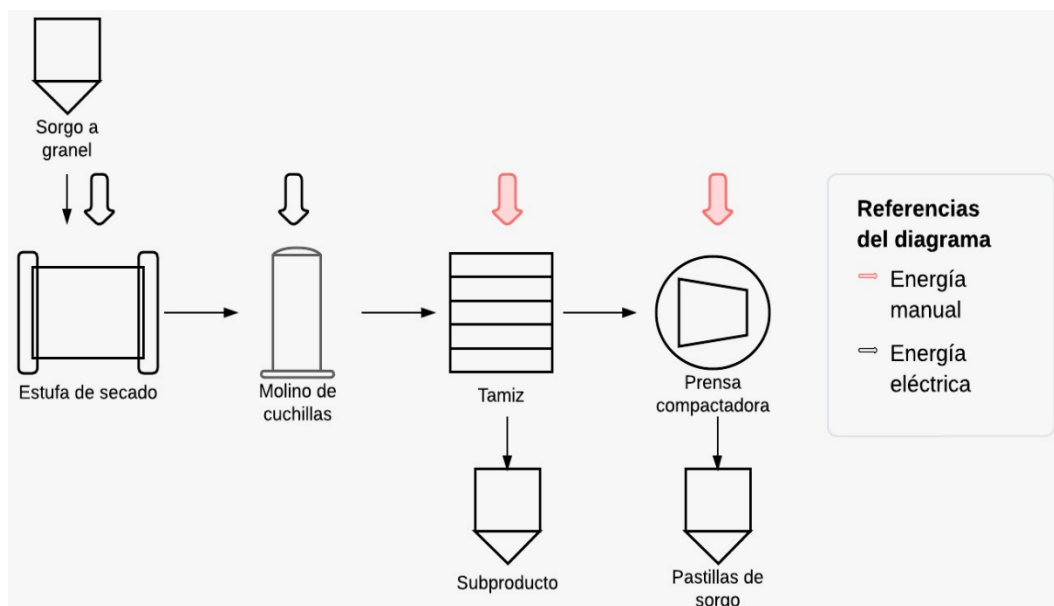 Sorgo a
granel
Estufa de secado
Molino de
cuchillas
Tamiz
Prensa
compactadora
Subproducto
Pastillas de
sorgo
Referencias
del diagrama
Energía
manual
Energía
eléctrica